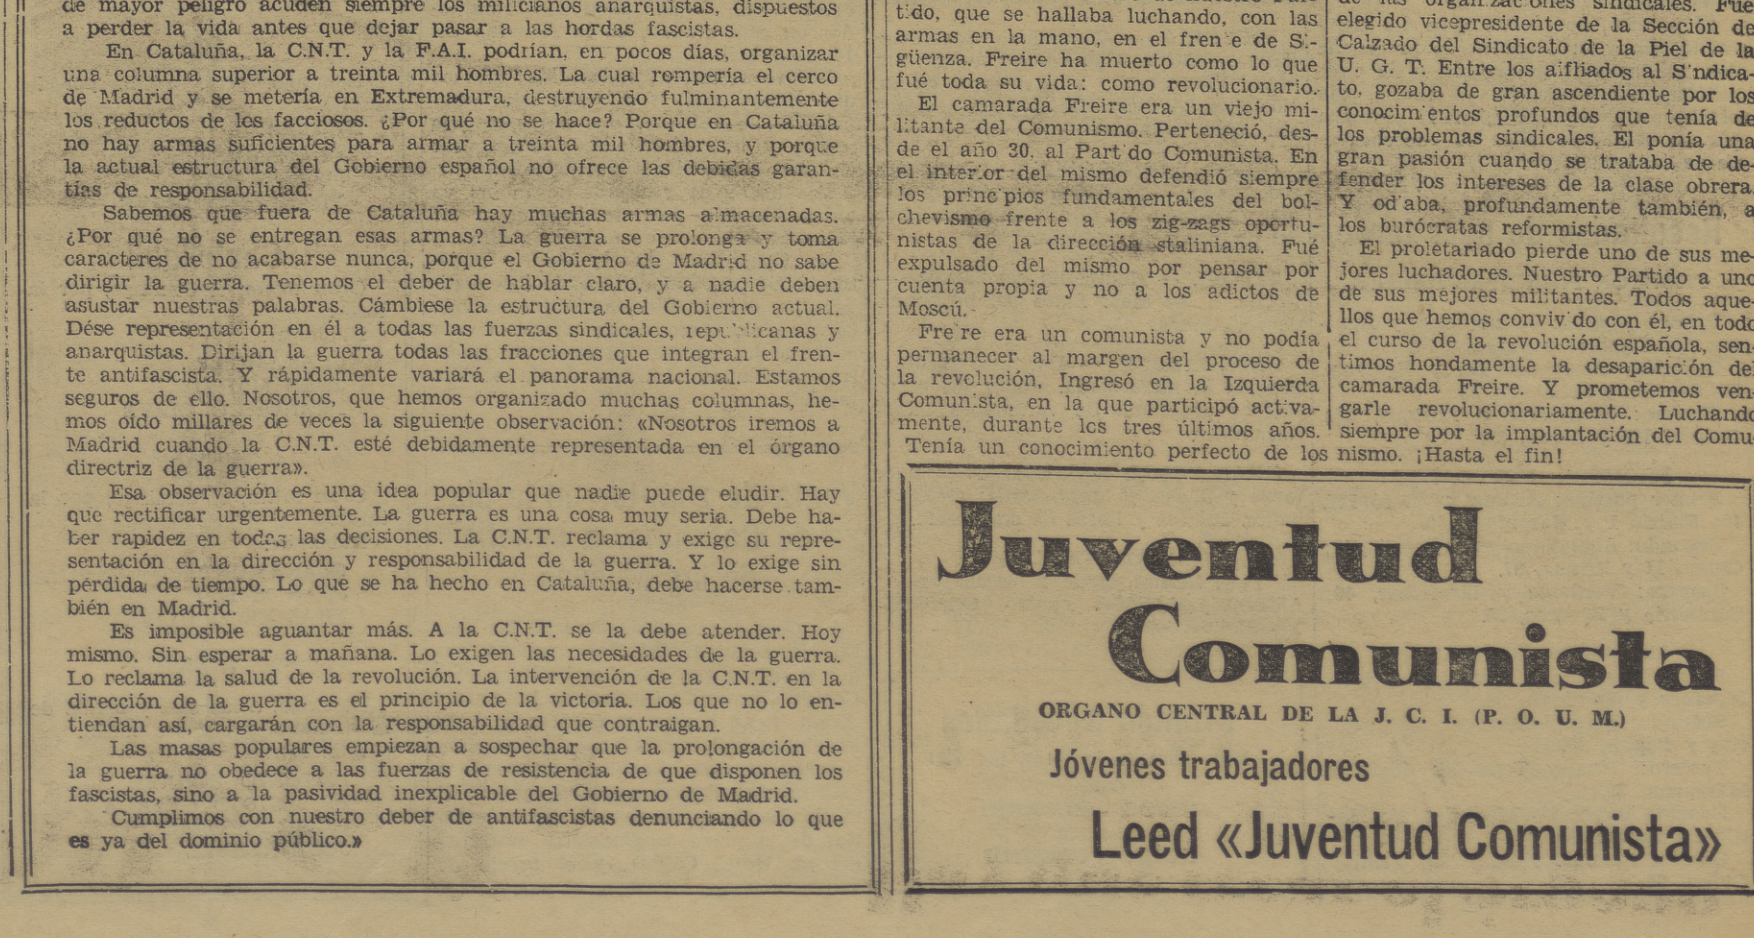 de mayor peligro acuden siempre los milicianos anarquistas, dispuestos
a perder la vida antes que dejar pasar a las hordas fascistas.
En Cataluña, la C.N.T. y la F.A.I. podrían, en pocos días, organizar
una columna superior a treinta mil hombres. La cual rompería el cerco
de Madrid y se metería en Extremadura, destruyendo fulminantemente
los reductos de los facciosos. ¿Por qué no se hace? Porque en Cataluña
no hay armas suficientes para armar a treinta mil hombres, y porque
la actual estructura del Gobierno español no ofrece las debidas garan-
tías de responsabilidad.
Sabemos que fuera de Cataluña hay muchas armas almacenadas.
¿Por qué no se entregan esas armas? La guerra se prolonga y toma
caracteres de no acabarse nunca, porque el Gobierno de Madrid no sabe
dirigir la guerra. Tenemos el deber de hablar claro, y a nadie deben
asustar nuestras palabras. Cámbiese la estructura del Gobierno actual.
Dése representación en él a todas las fuerzas sindicales, republicanas y
anarquistas. Dirijan la guerra todas las fracciones que integran el fren-
te antifascista. Y rápidamente variará el panorama nacional. Estamos
seguros de ello. Nosotros, que hemos organizado muchas columnas, he-
mos oído millares de veces la siguiente observación: «Nosotros iremos a
Madrid cuando la C.N.T. esté debidamente representada en el órgano
directriz de la guerra».
Esa observación es una idea popular que nadie puede eludir. Hay
que rectificar urgentemente. La guerra es una cosa muy seria. Debe ha-
ber rapidez en todas las decisiones. La C.N.T. reclama y exige su repre-
sentación en la dirección y responsabilidad de la guerra. Y lo exige sin
pérdida de tiempo. Lo que se ha hecho en Cataluña, debe hacerse tam-
bién en Madrid.
Es imposible aguantar más. A la C.N.T. se la debe atender. Hoy
mismo. Sin esperar a mañana. Lo exigen las necesidades de la guerra.
Lo reclama la salud de la revolución. La intervención de la C.N.T. en la
dirección de la guerra es el principio de la victoria. Los que no lo en-
tiendan así, cargarán con la responsabilidad que contraigan.
Las masas populares empiezan a sospechar que la prolongación de
la guerra no obedece a las fuerzas de resistencia de que disponen los
fascistas, sino a la pasividad inexplicable del Gobierno de Madrid.
Cumplimos con nuestro deber de antifascistas denunciando lo que
es ya del dominio público.»
tido, que se hallaba luchando, con las
armas en la mano, en el fren e de Si-
güenza. Freire ha muerto como lo que
fué toda su vida: como revolucionario.
El camarada Freire era un viejo mi-
litante del Comunismo. Perteneció, des-
de el año 30, al Part do Comunista. En
el interior del mismo defendió siempre
los princ pios fundamentales del bol-
chevismo frente a los zig-zags oportu-
nistas de la dirección staliniana. Fué
expulsado del mismo por pensar por
cuenta propia y no a los adictos de
Moscú.
Fre re era un comunista y no podía
permanecer al margen del proceso de
la revolución, Ingresó en la Izquierda
Comunista, en la que participó activa-
mente, durante los tres últimos años.
Tenía un conocimiento perfecto de los
de las organ zac ones sindicales. Fue
elegido vicepresidente de la Sección de
Calzado del Sindicato de la Piel de la
U. G. T. Entre los aifliados al S'ndica-
to, gozaba de gran ascendiente por los
conocim entos profundos que tenía de
los problemas sindicales. El ponía una
gran pasión cuando se trataba de de-
fender los intereses de la clase obrera.
Y od aba, profundamente también, a
los burócratas reformistas.
El proletariado pierde uno de sus me-
jores luchadores. Nuestro Partido a uno
de sus mejores militantes. Todos aque-
llos que hemos conviv do con él, en todo
el curso de la revolución española, sen-
timos hondamente la desaparición del
camarada Freire. Y prometemos ven-
garle revolucionariamente. Luchando
siempre por la implantación del Comu-
nismo. ¡Hasta el fin!
Juventud
Comunista
ORGANO CENTRAL DE LA J. C. I. (P. O. U. M.)
Jóvenes trabajadores
Leed «Juventud Comunista»